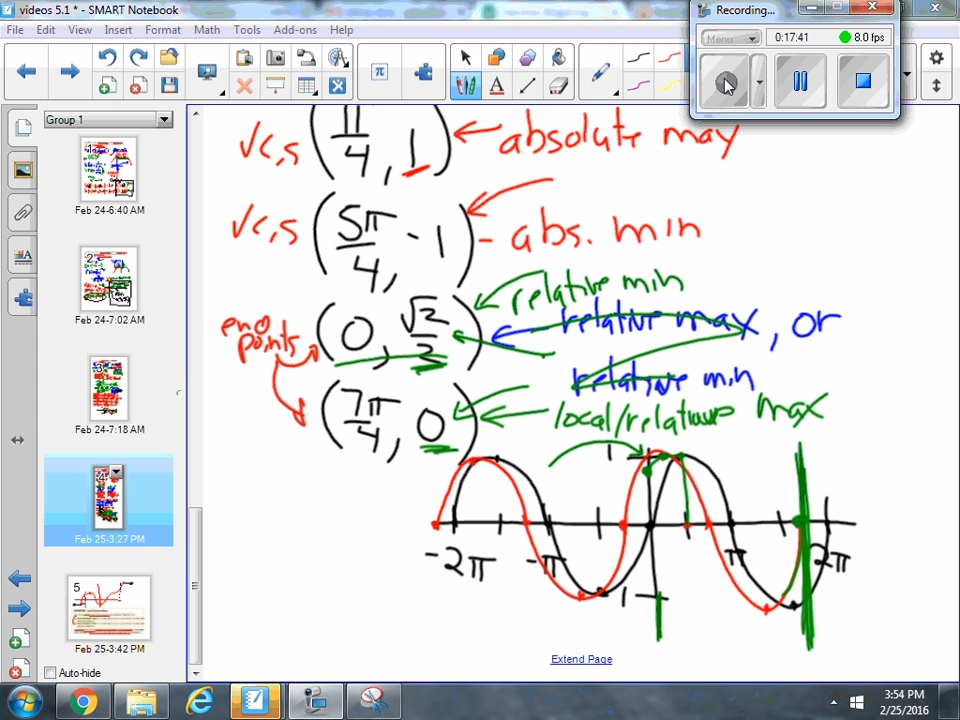 videos 5.1 * - SMART Notebook
Recording...
File Edit View Insert Format Math Tools Add-ons Help
Menu 0:17:41 8.0 fps
Group 1
Feb 24-6:40 AM
Feb 24-7:02 AM
Feb 24-7:18 AM
Feb 25-3:27 PM
5
Feb 25-3:42 PM
Auto-hide
√c,s (π/4, 1) absolute max
√c,s (5π/4, -1) - abs. min
relative min
end points (0, √2/2) relative max, or
relative min
(7π/4, 0) local/relative max
1
-2π -π π 2π
1
Extend Page
3:54 PM
2/25/2016